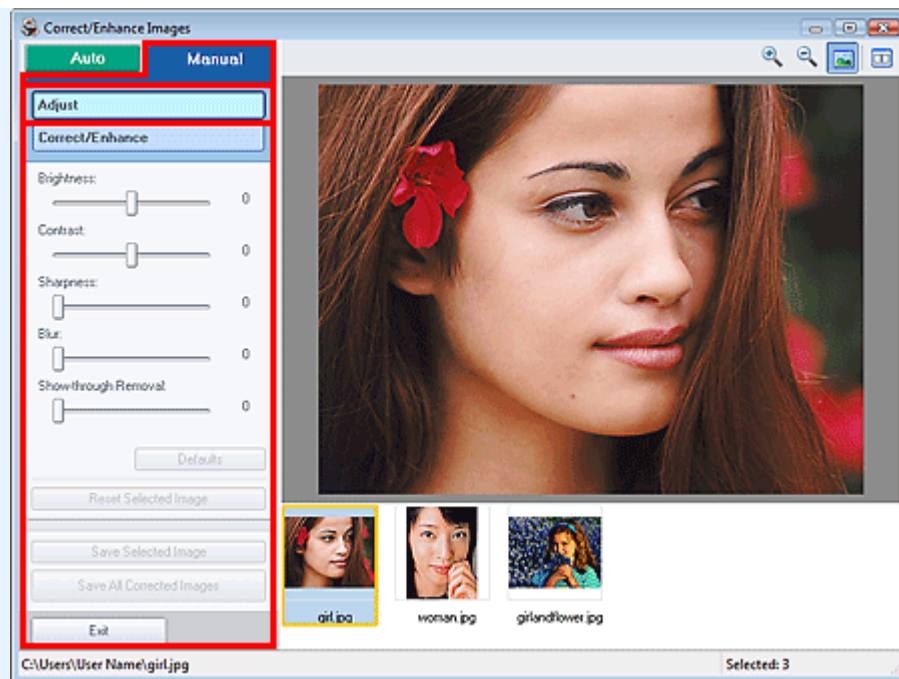 Correct/Enhance Images
Auto
Manual
Adjust
Correct/Enhance
Brightness:
0
Contrast:
0
Sharpness:
0
Blur:
0
Show-through Removal:
0
Defaults
Reset Selected Image
Save Selected Image
Save All Corrected Images
Exit
girl.jpg
woman.jpg
girlandflower.jpg
C:\Users\User Name\girl.jpg
Selected: 3